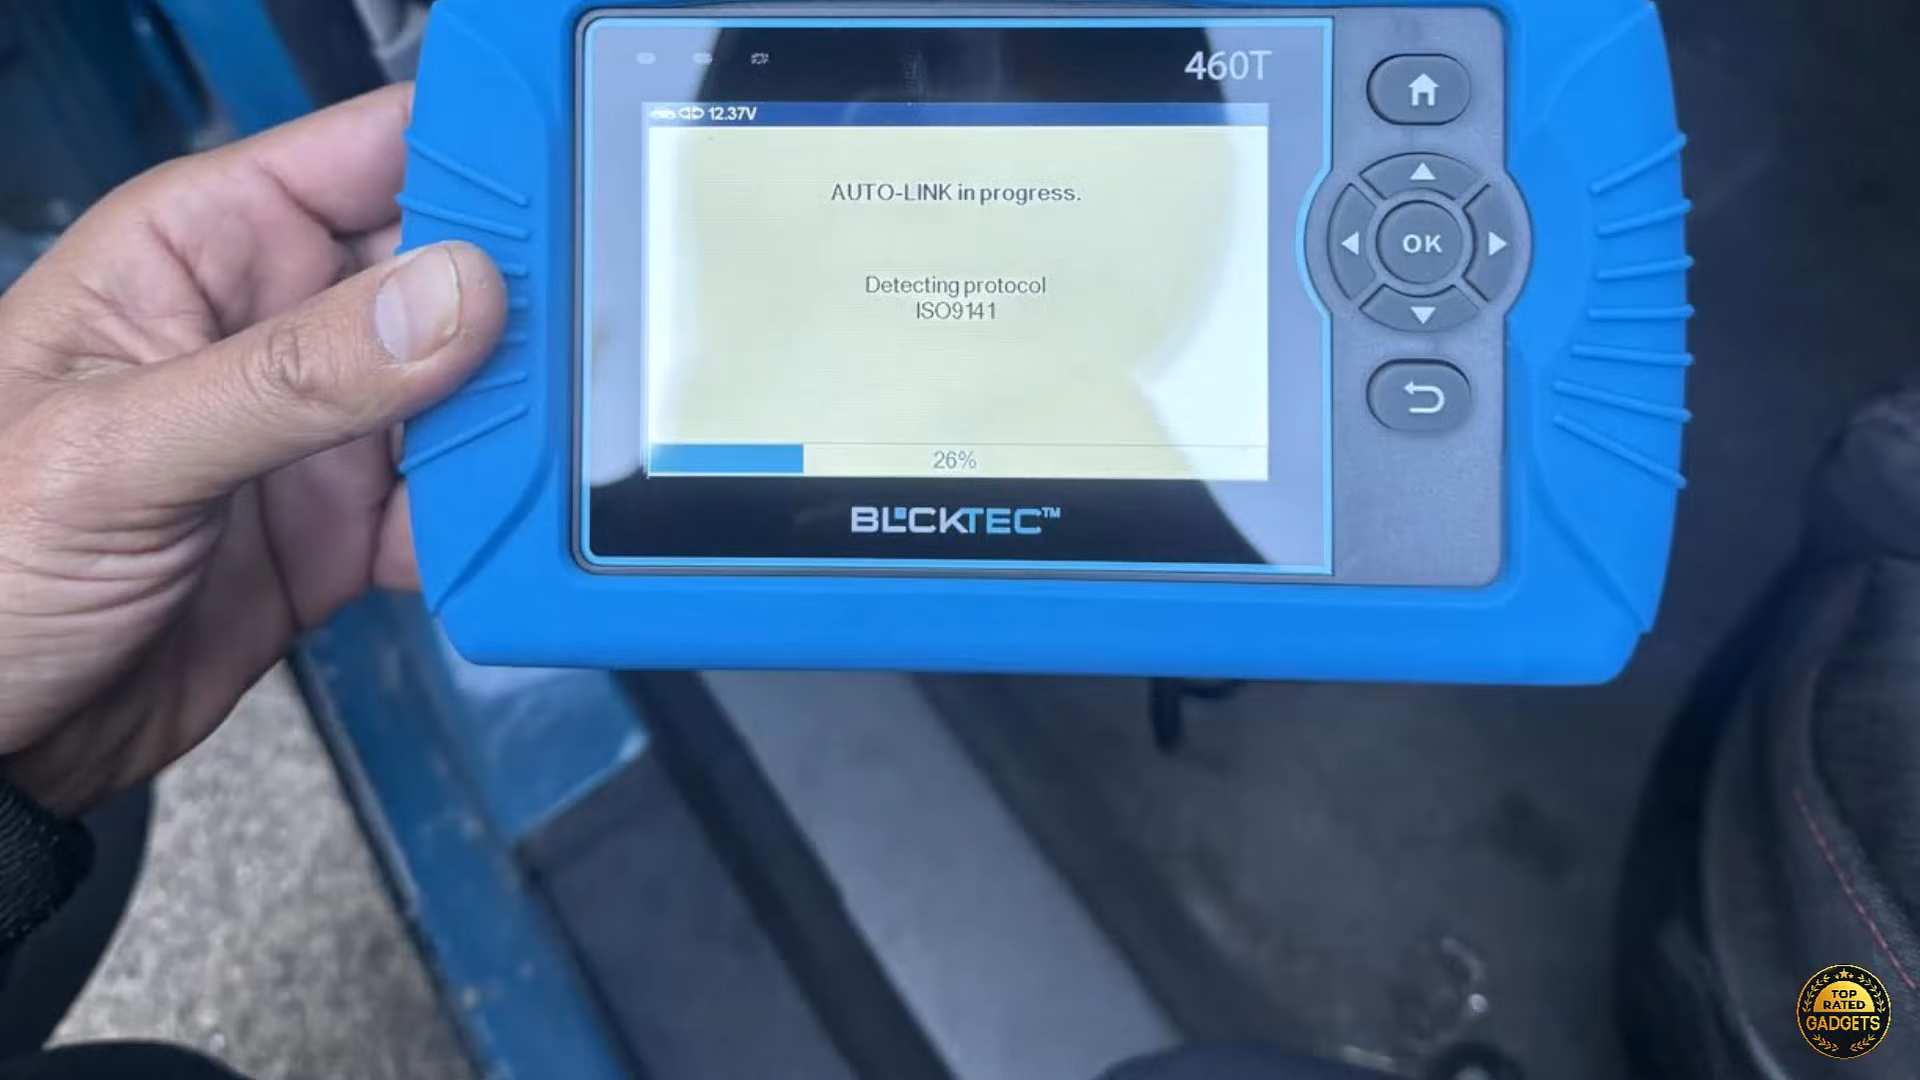 460T
12.37V
AUTO-LINK in progress.
Detecting protocol
ISO9141
26%
BLCKTEC™
OK
TOP
RATED
GADGETS